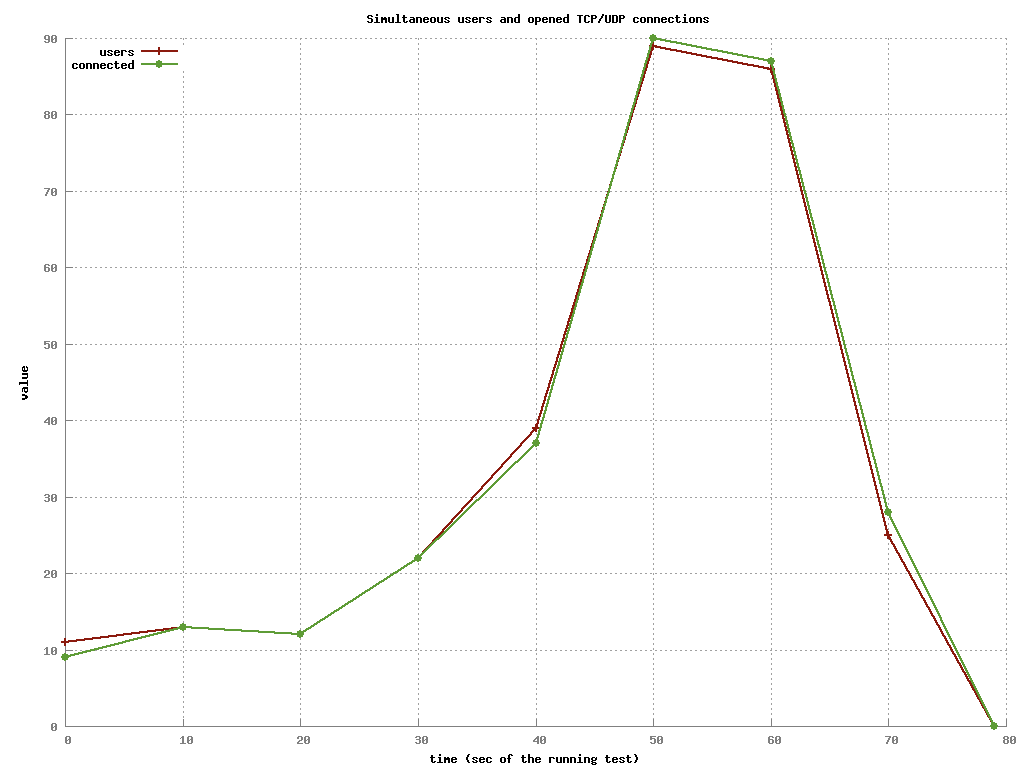 Simultaneous users and opened TCP/UDP connections
90
users
connected
80
70
60
50
value
40
30
20
10
0
0 10 20 30 40 50 60 70 80
time (sec of the running test)